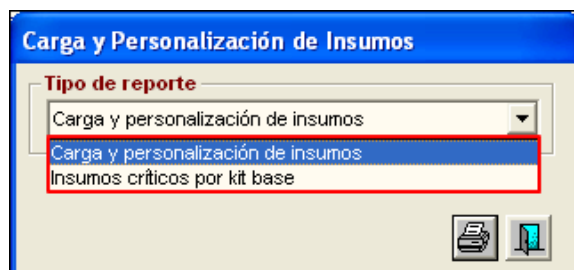 Carga y Personalización de Insumos
Tipo de reporte
Carga y personalización de insumos
Carga y personalización de insumos
Insumos críticos por kit base